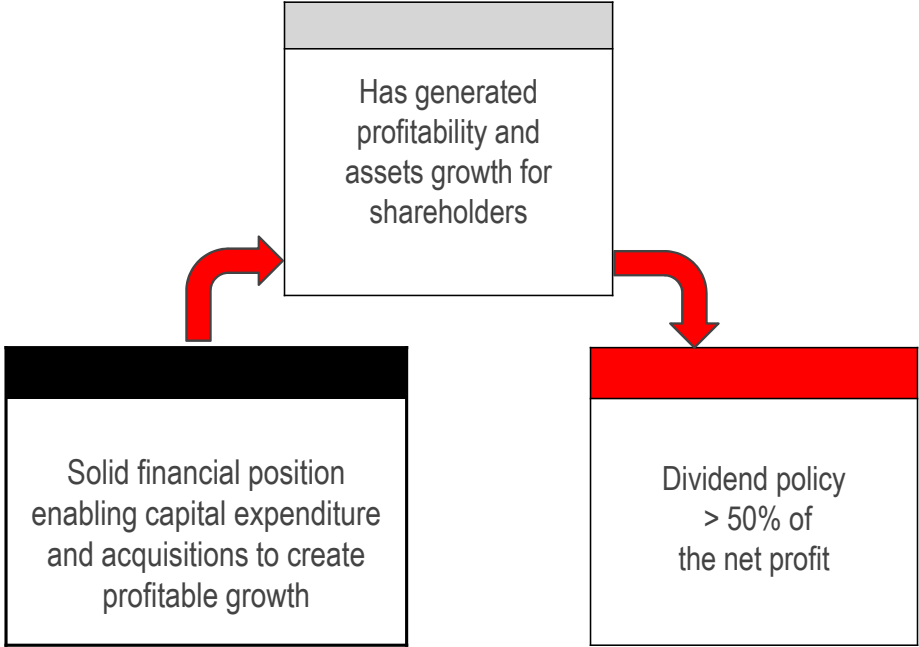 Has generated
profitability and
assets growth for
shareholders
Solid financial position
enabling capital expenditure
and acquisitions to create
profitable growth
Dividend policy
> 50% of
the net profit